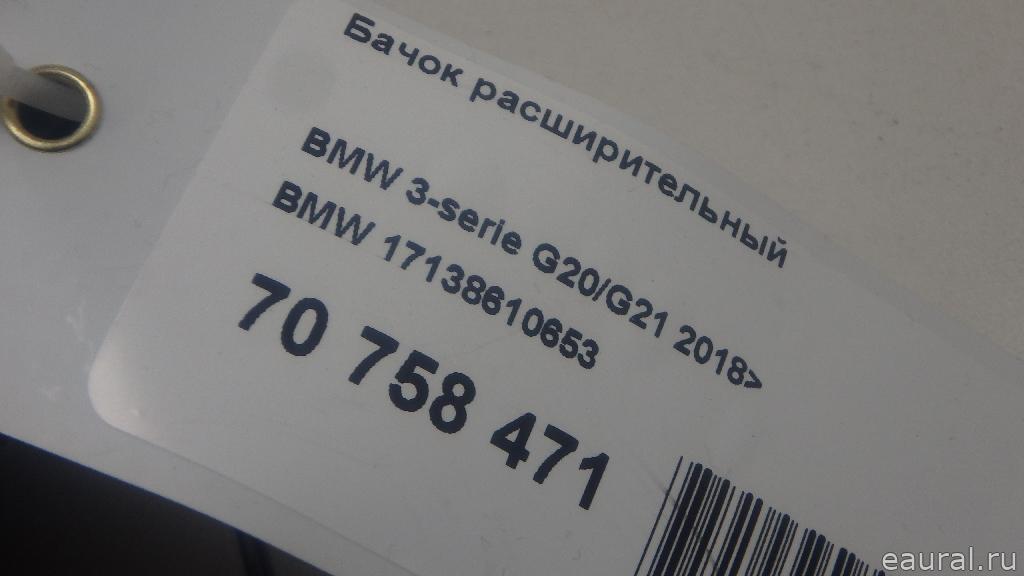 Бачок расширительный
BMW 3-serie G20/G21 2018>
BMW 17138610653
70 758 471
eaural.ru